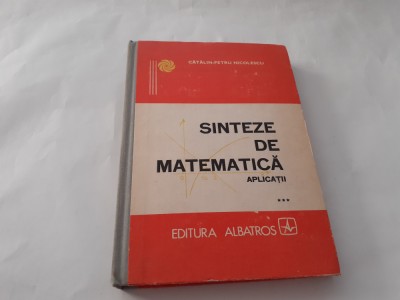 CĂTĂLIN-PETRU NICOLESCU
SINTEZE
DE
MATEMATICĂ
APLICAȚII
***
EDITURA ALBATROS